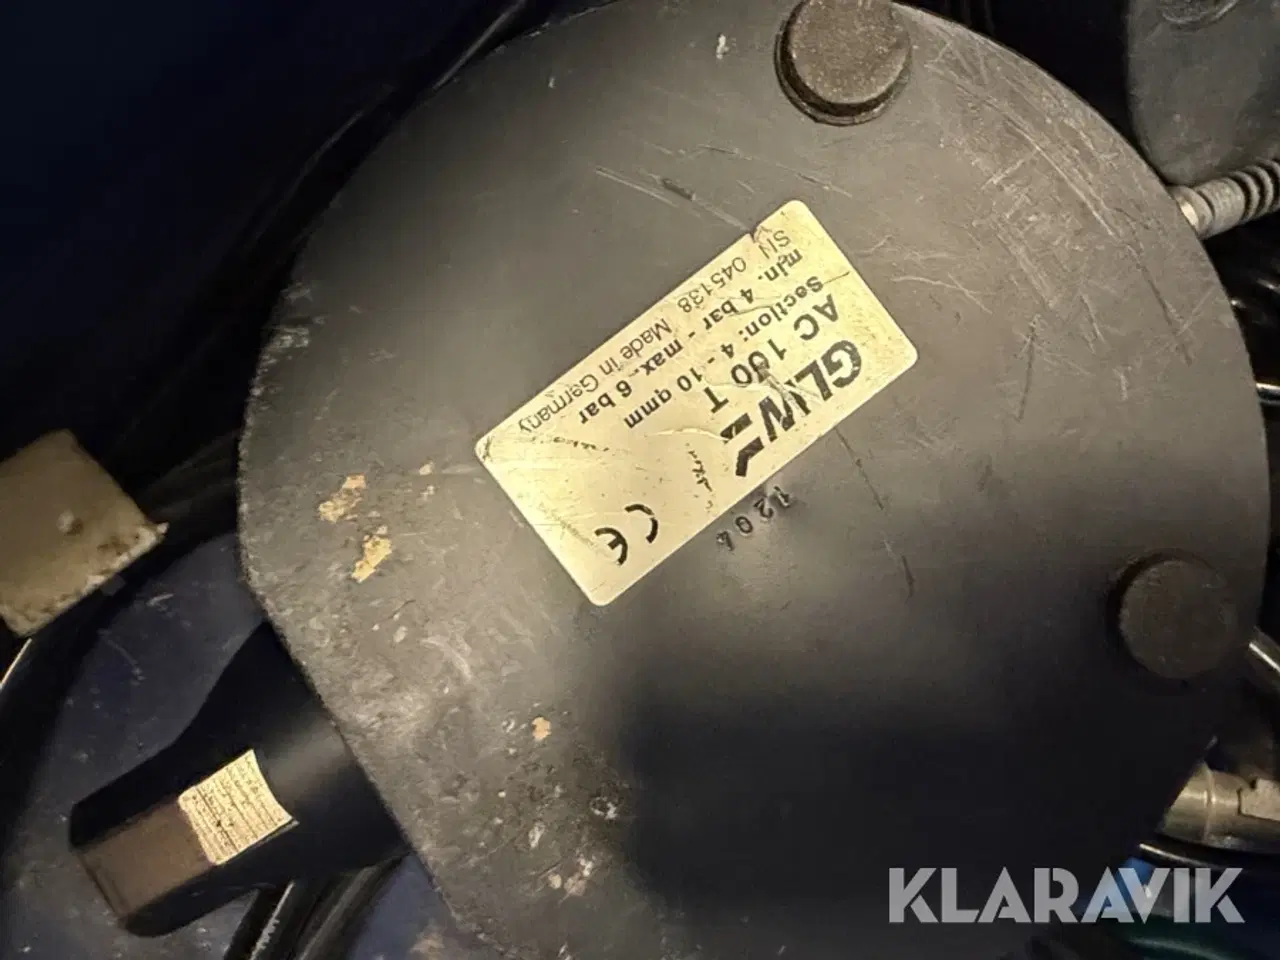 GLW
AC 100 T
Section: 4 - 10 qmm
min. 4 bar - max. 6 bar
SN 045138 Made in Germany
CE
1204
KLARAVIK